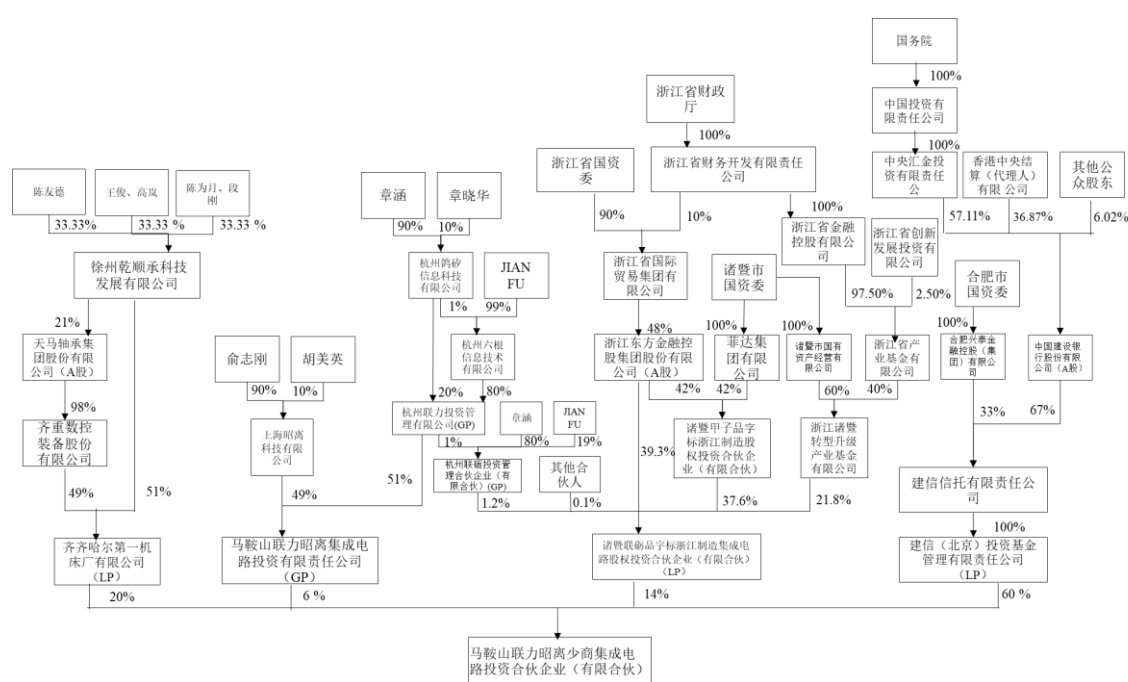 国务院
100%
浙江省财政
厅
中国投资有
限责任公司
100%
100%
浙江省国资
委
浙江省财务开发有限责任
公司
中央汇金投
资有限责任
公
香港中央结
算（代理人）
有限 公司
其他公
众股东
陈友德
王俊、高岚
陈为月、段
刚
章涵
章晓华
33.33%
33.33 %
33.33 %
90%
10%
90%
10%
100%
57.11%
36.87%
6.02%
浙江省金融
控股有限公
司
浙江省创新
发展投资有
限公司
徐州乾顺承科技
发展有限公司
杭州鸽矽
信息科技
有限公司
JIAN
FU
浙江省国际
贸易集团有
限公司
诸暨市
国资委
合肥市
国资委
1%
99%
97.50%
2.50%
21%
48%
100%
100%
100%
天马轴承集
团股份有限
公司（A股）
俞志刚
胡美英
杭州六根
信息技术
有限公司
浙江东方金融控
股集团股份有限
公司（A股）
菲达集
团有限
公司
诸暨市国有
资产经营有
限公司
浙江省产
业基金有
限公司
合肥兴泰金
融控股（集
团）有限公
司
中国建设银
行股份有限
公司（A股）
90%
10%
20%
80%
42%
42%
60%
40%
98%
33%
67%
齐重数控
装备股份
有限公司
上海昭离
科技有限
公司
杭州联力投资管
理有限公司(GP)
章涵
JIAN
FU
诸暨甲子品字
标浙江制造股
权投资合伙企
业（有限合伙）
浙江诸暨
转型升级
产业基金
有限公司
1%
80%
19%
39.3%
杭州联砺投资管
理合伙企业（有
限合伙）(GP)
其他合
伙人
建信信托有限责任公
司
49%
51%
49%
51%
1.2%
0.1%
37.6%
21.8%
100%
齐齐哈尔第一机
床厂有限公司
（LP）
马鞍山联力昭离集成电
路投资有限责任公司
（GP）
诸暨联砺品字标浙江制造集成电
路股权投资合伙企业（有限合伙）
（LP）
建信（北京）投资基金
管理有限责任公司
（LP）
20%
6 %
14%
60 %
马鞍山联力昭离少商集成电
路投资合伙企业（有限合伙）